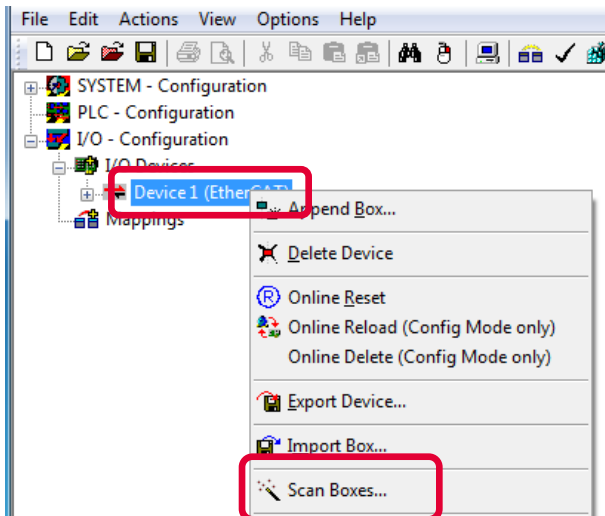 File Edit Actions View Options Help
SYSTEM - Configuration
PLC - Configuration
I/O - Configuration
I/O Devices
Device 1 (EtherCAT)
Mappings
Append Box...
Delete Device
Online Reset
Online Reload (Config Mode only)
Online Delete (Config Mode only)
Export Device...
Import Box...
Scan Boxes...